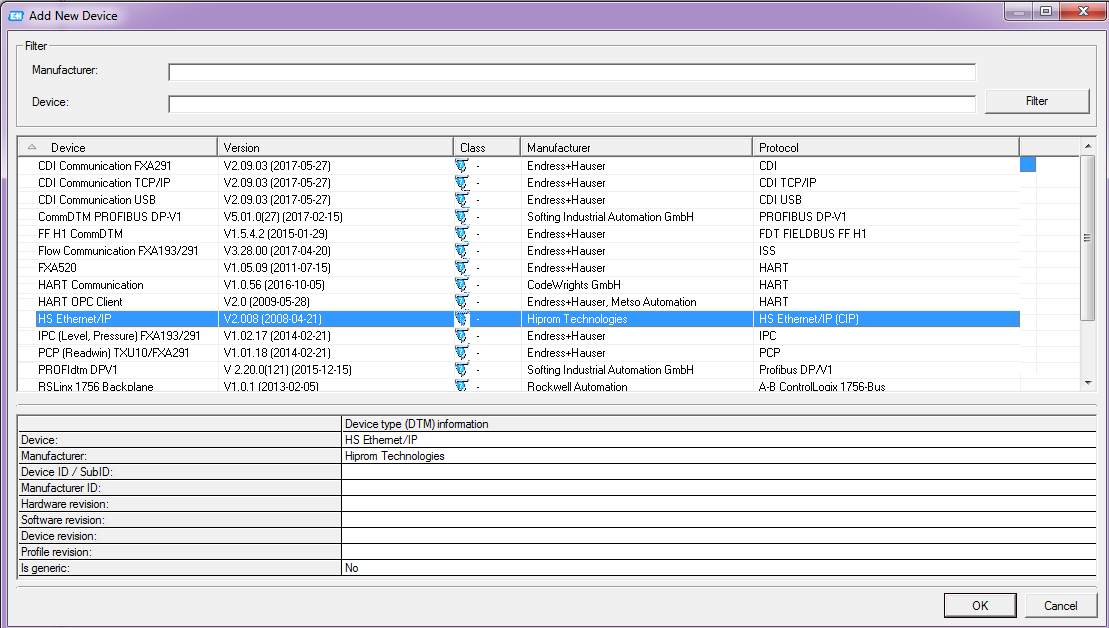 Add New Device
Filter
Manufacturer:
Device:
Filter
Device Version Class Manufacturer Protocol
CDI Communication FXA291 V2.09.03 (2017-05-27) - Endress+Hauser CDI
CDI Communication TCP/IP V2.09.03 (2017-05-27) - Endress+Hauser CDI TCP/IP
CDI Communication USB V2.09.03 (2017-05-27) - Endress+Hauser CDI USB
CommDTM PROFIBUS DP-V1 V5.01.0(27) (2017-02-15) - Softing Industrial Automation GmbH PROFIBUS DP-V1
FF H1 CommDTM V1.5.4.2 (2015-01-29) - Endress+Hauser FDT FIELDBUS FF H1
Flow Communication FXA193/291 V3.28.00 (2017-04-20) - Endress+Hauser ISS
FXA520 V1.05.09 (2011-07-15) - Endress+Hauser HART
HART Communication V1.0.56 (2016-10-05) - CodeWrights GmbH HART
HART OPC Client V2.0 (2009-05-28) - Endress+Hauser, Metso Automation HART
HS Ethernet/IP V2.008 (2008-04-21) - Hiprom Technologies HS Ethernet/IP (CIP)
IPC (Level, Pressure) FXA193/291 V1.02.17 (2014-02-21) - Endress+Hauser IPC
PCP (Readwin) TXU10/FXA291 V1.01.18 (2014-02-21) - Endress+Hauser PCP
PROFIdtm DPV1 V 2.20.0(121) (2015-12-15) - Softing Industrial Automation GmbH Profibus DP/V1
RSLinx 1756 Backplane V1.0.1 (2013-02-05) - Rockwell Automation A-B ControlLogix 1756-Bus
Device type (DTM) information
Device: HS Ethernet/IP
Manufacturer: Hiprom Technologies
Device ID / SubID:
Manufacturer ID:
Hardware revision:
Software revision:
Device revision:
Profile revision:
Is generic: No
OK Cancel